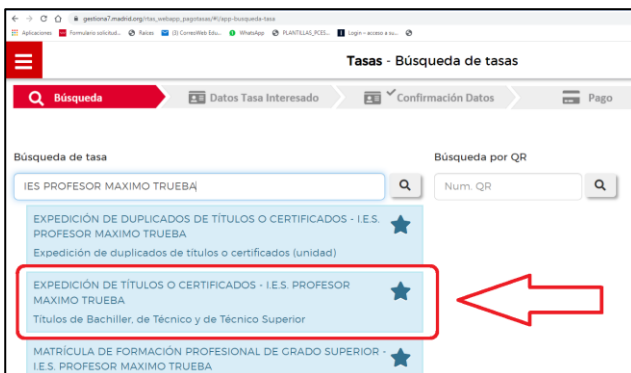 gestiona7.madrid.org/rtas_webapp_pagotasas/#!/app-busqueda-tasa
Aplicaciones Formulario solicitud... Raíces (3) CorreoWeb Edu... WhatsApp PLANTILLAS_PCEE... Login – acceso a su...
Tasas - Búsqueda de tasas
Búsqueda Datos Tasa Interesado Confirmación Datos Pago
Búsqueda de tasa Búsqueda por QR
IES PROFESOR MAXIMO TRUEBA Num. QR
EXPEDICIÓN DE DUPLICADOS DE TÍTULOS O CERTIFICADOS - I.E.S.
PROFESOR MAXIMO TRUEBA
Expedición de duplicados de títulos o certificados (unidad)
EXPEDICIÓN DE TÍTULOS O CERTIFICADOS - I.E.S. PROFESOR
MAXIMO TRUEBA
Títulos de Bachiller, de Técnico y de Técnico Superior
MATRÍCULA DE FORMACIÓN PROFESIONAL DE GRADO SUPERIOR -
I.E.S. PROFESOR MAXIMO TRUEBA